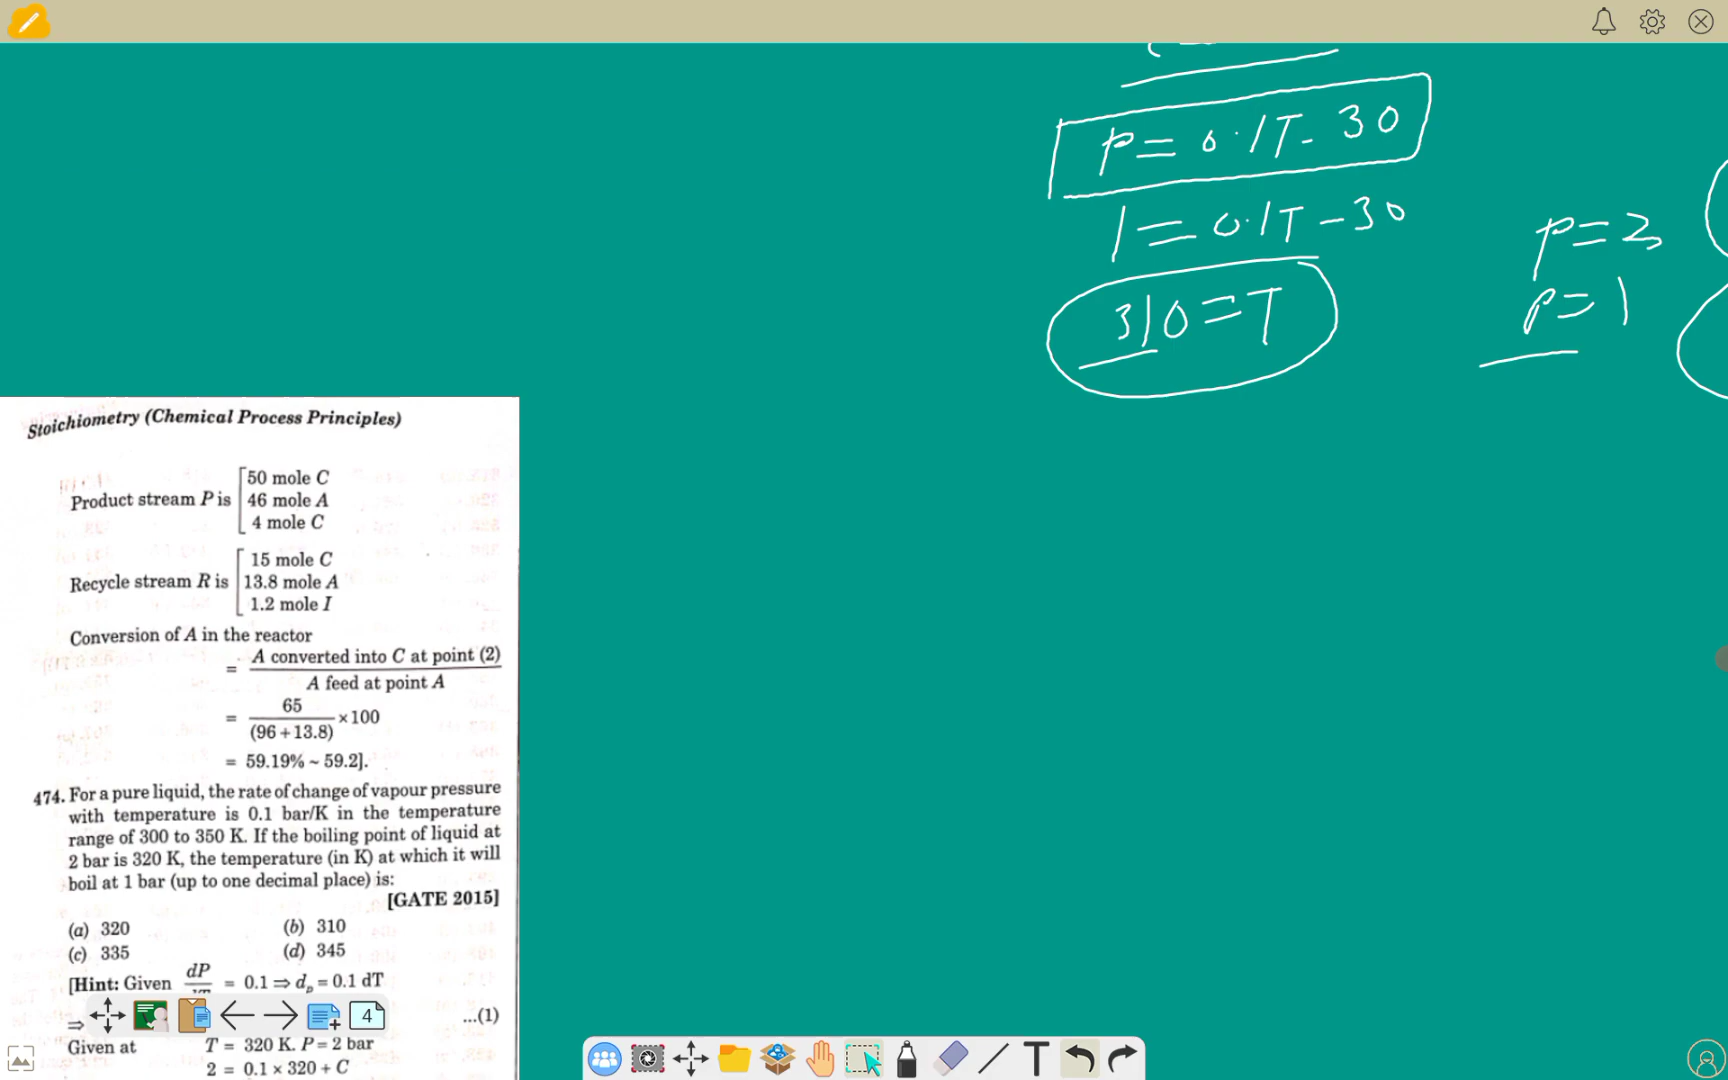 p = 0.1T - 30
1 = 0.1T - 30
310 = T
p = 2
p = 1
Stoichiometry (Chemical Process Principles)
Product stream P is
50 mole C
46 mole A
4 mole C
Recycle stream R is
15 mole C
13.8 mole A
1.2 mole I
Conversion of A in the reactor
= A converted into C at point (2)
A feed at point A
= 65
(96 + 13.8) × 100
= 59.19% ~ 59.2].
474. For a pure liquid, the rate of change of vapour pressure
with temperature is 0.1 bar/K in the temperature
range of 300 to 350 K. If the boiling point of liquid at
2 bar is 320 K, the temperature (in K) at which it will
boil at 1 bar (up to one decimal place) is:
[GATE 2015]
(a) 320 (b) 310
(c) 335 (d) 345
[Hint: Given dP = 0.1 ⇒ dp = 0.1 dT
⇒ ...(1)
Given at T = 320 K. P = 2 bar
2 = 0.1 × 320 + C
4
T